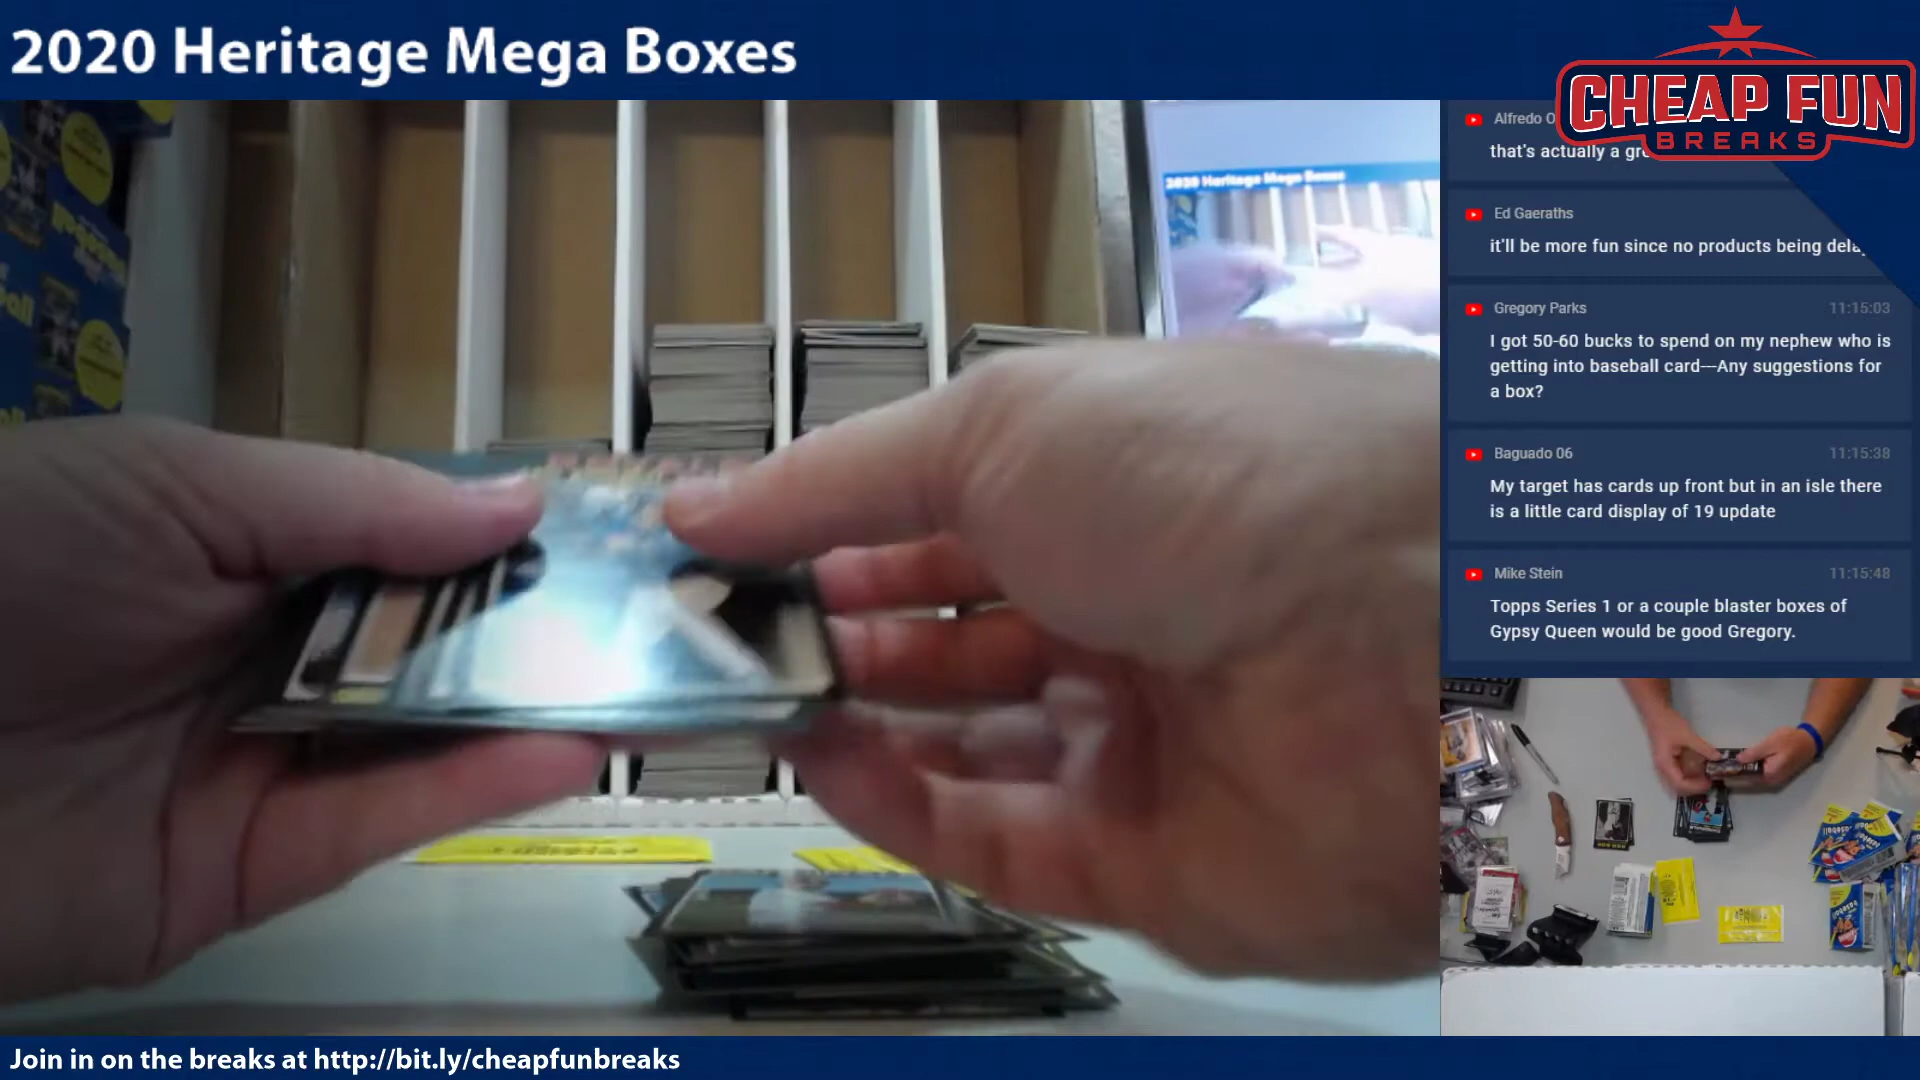 2020 Heritage Mega Boxes
CHEAP FUN
BREAKS
2020 Heritage Mega Boxes
Alfredo O
that's actually a gre
Ed Gaeraths
it'll be more fun since no products being dela
Gregory Parks 11:15:03
I got 50-60 bucks to spend on my nephew who is
getting into baseball card---Any suggestions for
a box?
Baguado 06 11:15:38
My target has cards up front but in an isle there
is a little card display of 19 update
Mike Stein 11:15:48
Topps Series 1 or a couple blaster boxes of
Gypsy Queen would be good Gregory.
Join in on the breaks at http://bit.ly/cheapfunbreaks